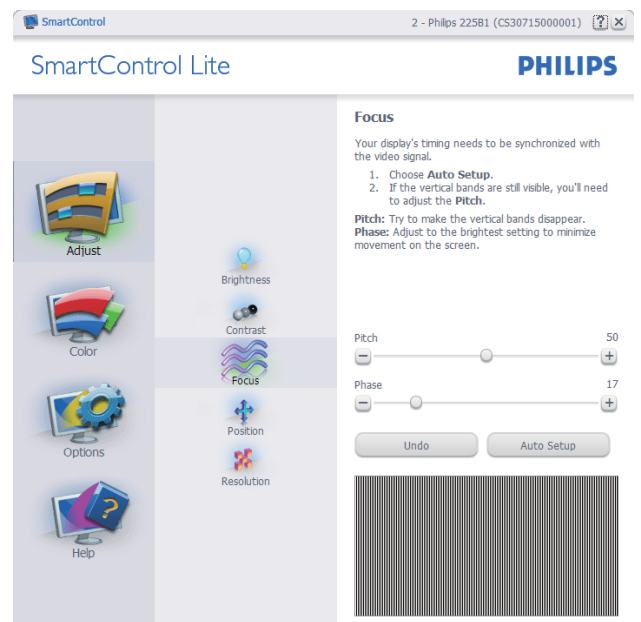 SmartControl
2 - Philips 225B1 (CS30715000001)
?
SmartControl Lite
PHILIPS
Adjust
Color
Options
Help
Brightness
Contrast
Focus
Position
Resolution
Focus
Your display's timing needs to be synchronized with
the video signal.
1. Choose Auto Setup.
2. If the vertical bands are still visible, you'll need
to adjust the Pitch.
Pitch: Try to make the vertical bands disappear.
Phase: Adjust to the brightest setting to minimize
movement on the screen.
Pitch 50
Phase 17
Undo
Auto Setup